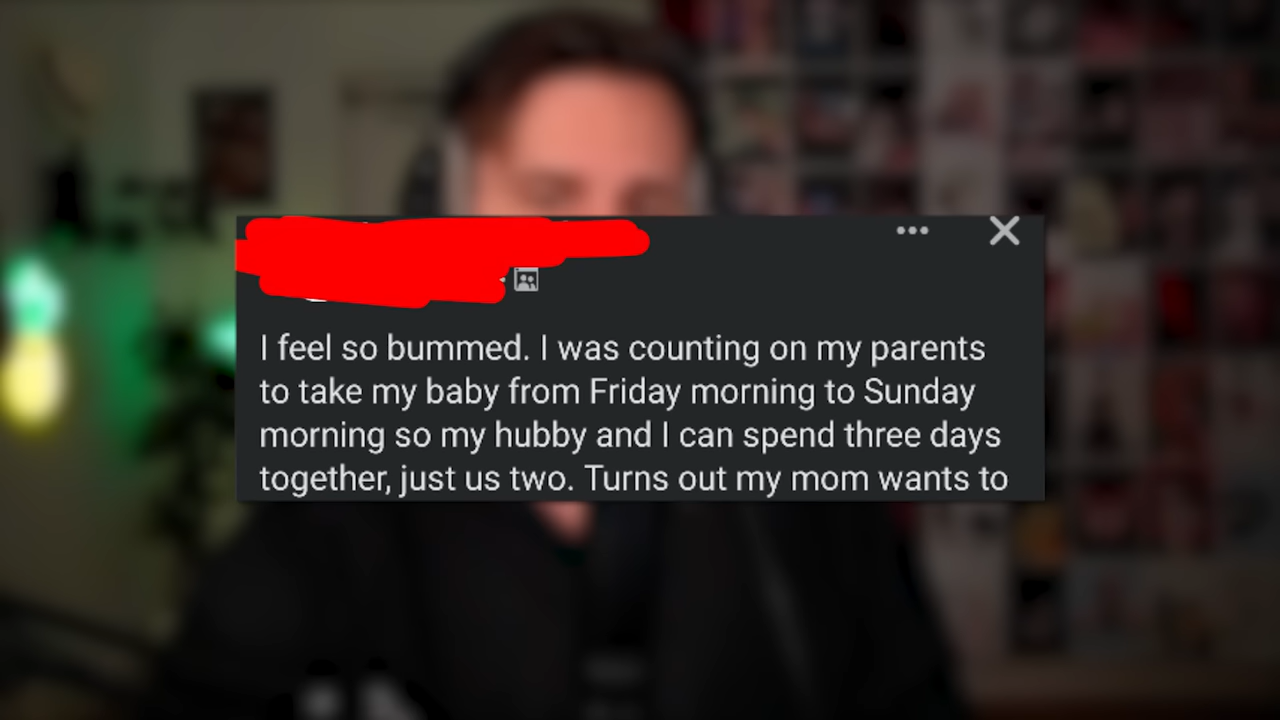 I feel so bummed. I was counting on my parents
to take my baby from Friday morning to Sunday
morning so my hubby and I can spend three days
together, just us two. Turns out my mom wants to